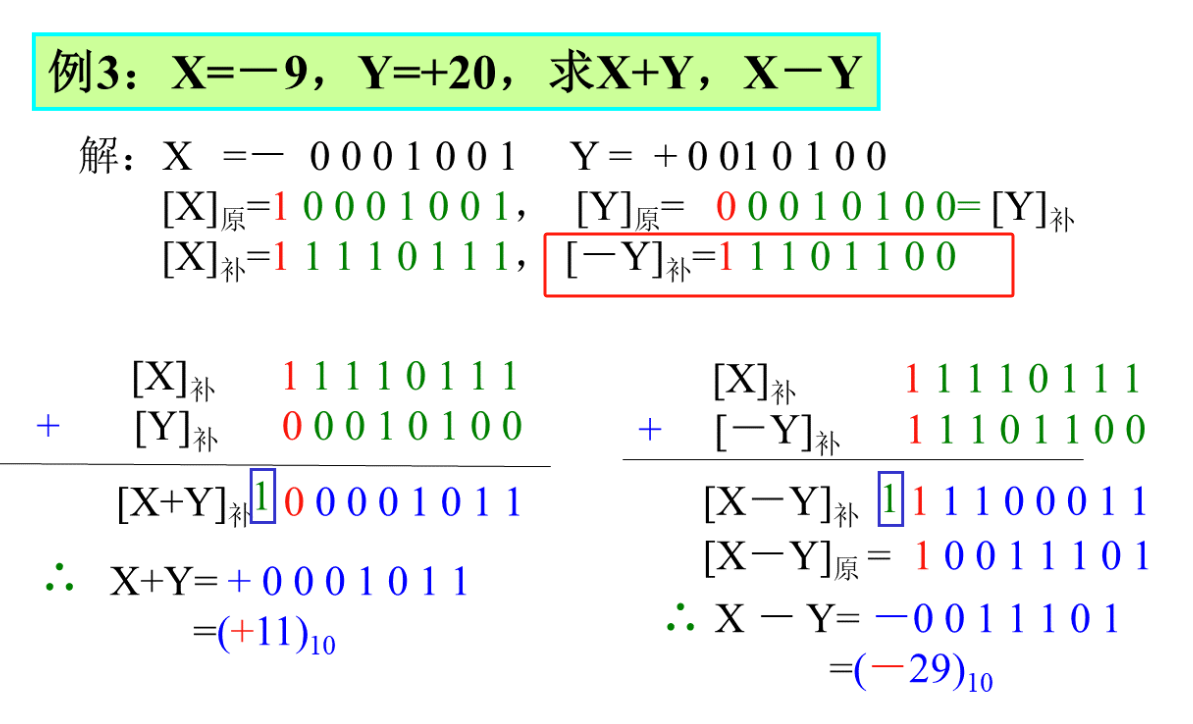 例3：X=－9，Y=+20，求X+Y，X－Y
解：X =－ 0 0 0 1 0 0 1 Y = + 0 0 1 0 1 0 0
[X]原=1 0 0 0 1 0 0 1， [Y]原= 0 0 0 1 0 1 0 0= [Y]补
[X]补=1 1 1 1 0 1 1 1， [－Y]补=1 1 1 0 1 1 0 0
[X]补 1 1 1 1 0 1 1 1
+ [Y]补 0 0 0 1 0 1 0 0
[X+Y]补 1 0 0 0 0 1 0 1 1
∴ X+Y= + 0 0 0 1 0 1 1
=(+11)10
[X]补 1 1 1 1 0 1 1 1
+ [－Y]补 1 1 1 0 1 1 0 0
[X－Y]补 1 1 1 1 0 0 0 1 1
[X－Y]原 = 1 0 0 1 1 1 0 1
∴ X － Y= －0 0 1 1 1 0 1
=(－29)10